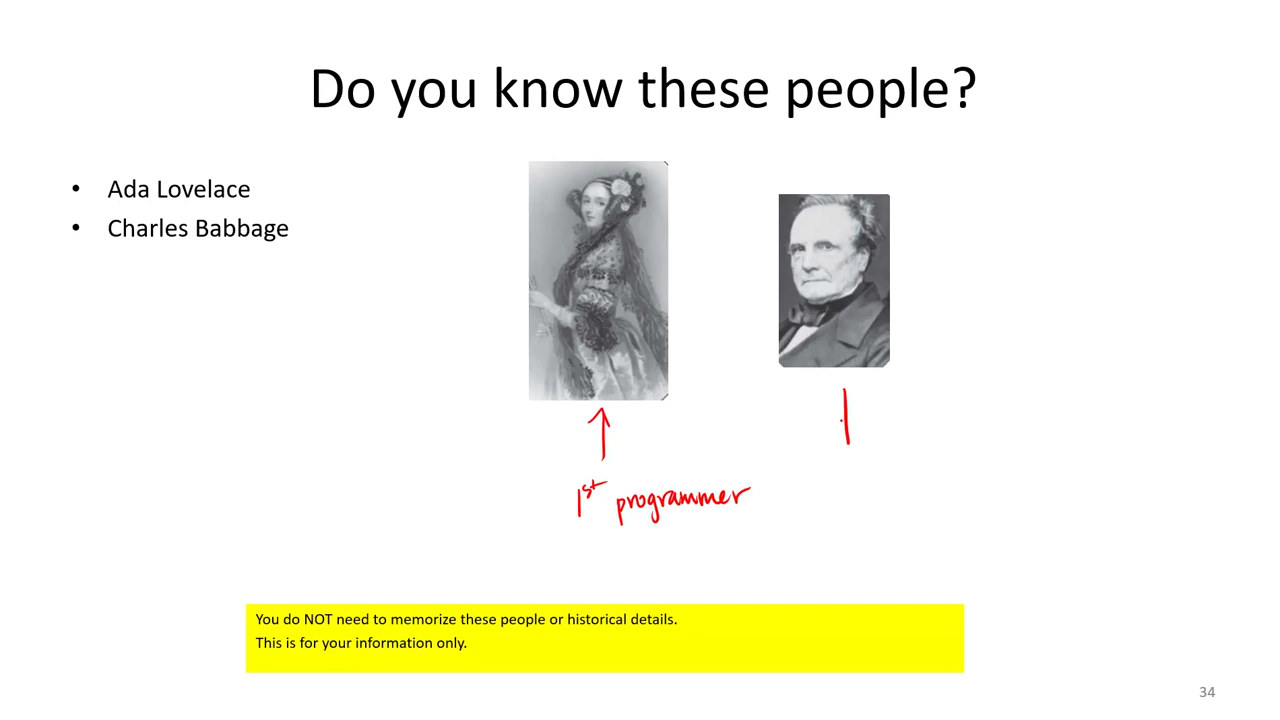 Do you know these people?
• Ada Lovelace
• Charles Babbage
1st programmer
You do NOT need to memorize these people or historical details.
This is for your information only.
34